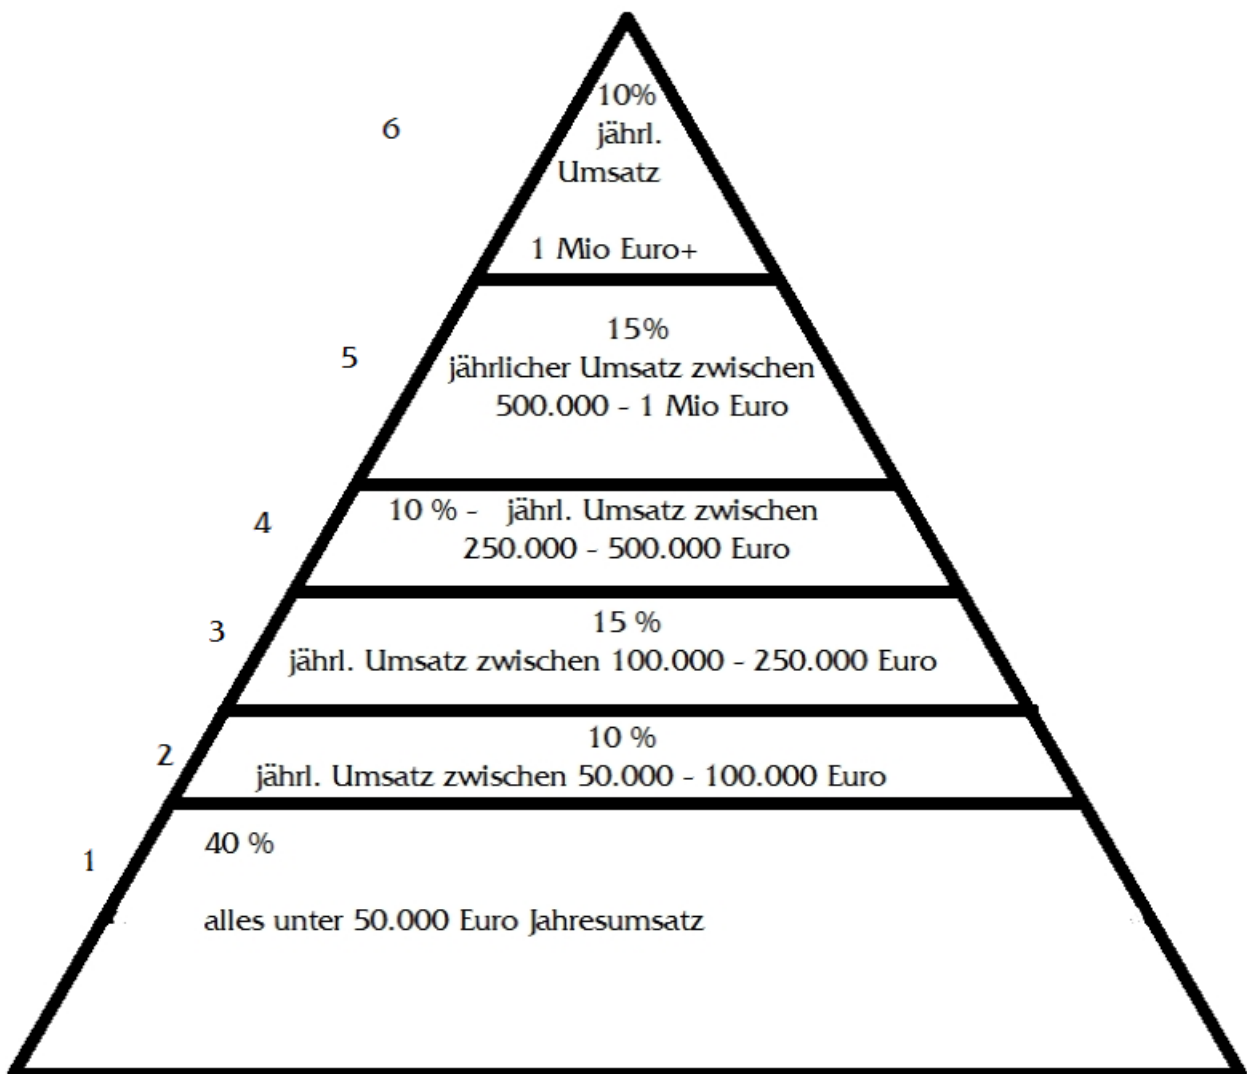 6
10%
jährl.
Umsatz
1 Mio Euro+
5
15%
jährlicher Umsatz zwischen
500.000 - 1 Mio Euro
4
10 % - jährl. Umsatz zwischen
250.000 - 500.000 Euro
3
15 %
jährl. Umsatz zwischen 100.000 - 250.000 Euro
2
10 %
jährl. Umsatz zwischen 50.000 - 100.000 Euro
1
40 %
alles unter 50.000 Euro Jahresumsatz